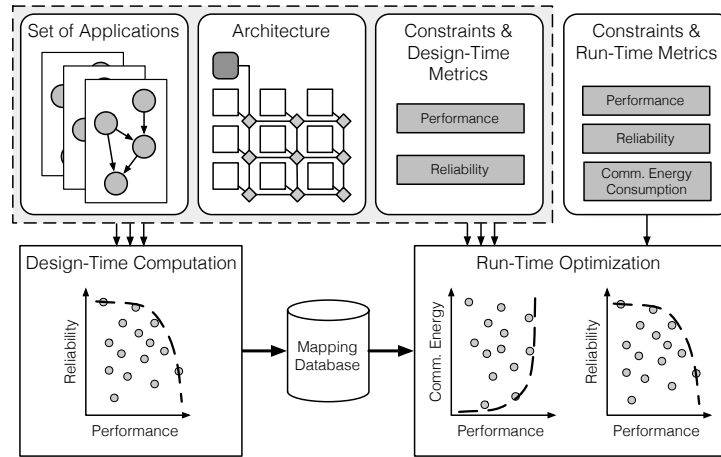 Set of Applications
Architecture
Constraints &
Design-Time
Metrics
Performance
Reliability
Constraints &
Run-Time Metrics
Performance
Reliability
Comm. Energy
Consumption
Design-Time Computation
Reliability
Performance
Mapping
Database
Run-Time Optimization
Comm. Energy
Performance
Reliability
Performance